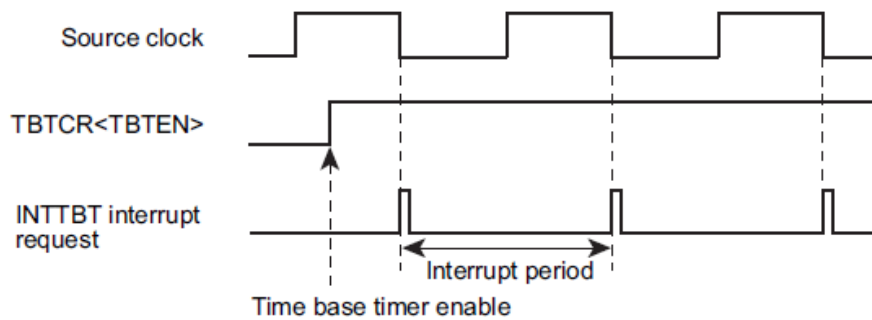 Source clock
TBTCR<TBTEN>
INTTBT interrupt
request
Interrupt period
Time base timer enable